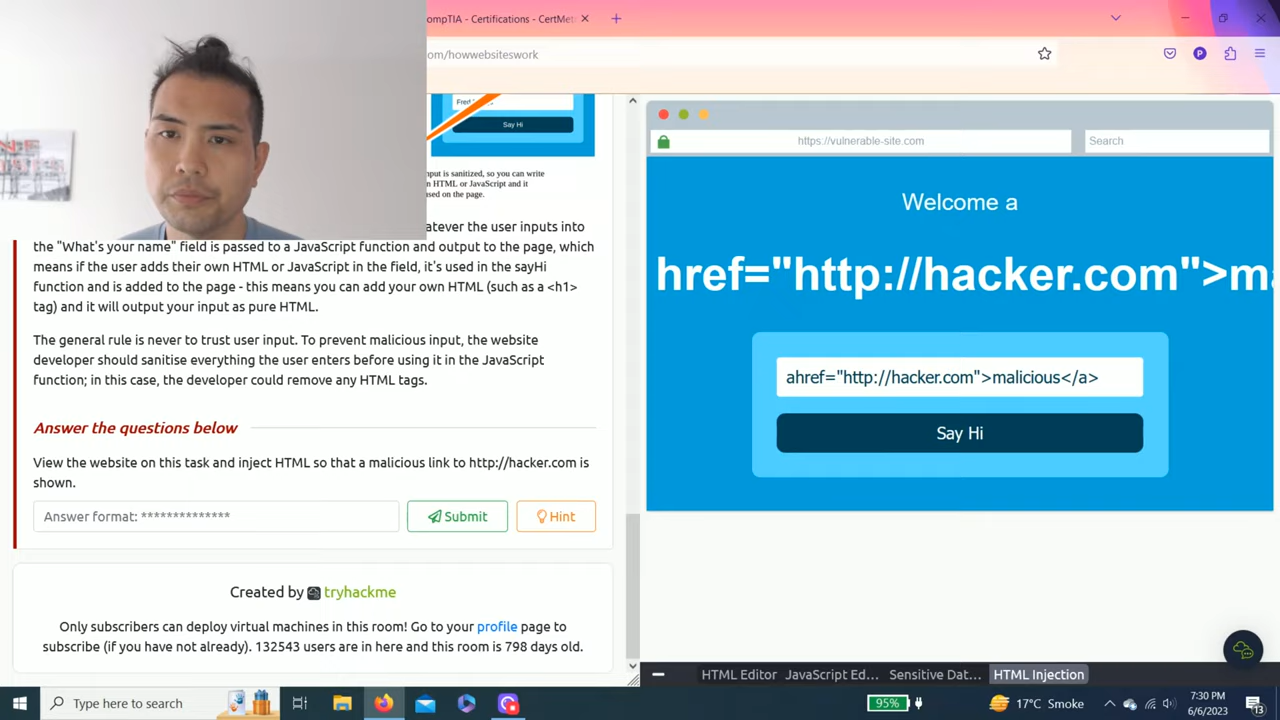 ompTIA - Certifications - CertMet
om/howwebsiteswork
P
Say Hi
nput is sanitized, so you can write
n HTML or JavaScript and it
sed on the page.
atever the user inputs into
the "What's your name" field is passed to a JavaScript function and output to the page, which
means if the user adds their own HTML or JavaScript in the field, it's used in the sayHi
function and is added to the page - this means you can add your own HTML (such as a <h1>
tag) and it will output your input as pure HTML.
The general rule is never to trust user input. To prevent malicious input, the website
developer should sanitise everything the user enters before using it in the JavaScript
function; in this case, the developer could remove any HTML tags.
Answer the questions below
View the website on this task and inject HTML so that a malicious link to http://hacker.com is
shown.
Answer format: **************
Submit
Hint
Created by tryhackme
Only subscribers can deploy virtual machines in this room! Go to your profile page to
subscribe (if you have not already). 132543 users are in here and this room is 798 days old.
https://vulnerable-site.com
Search
Welcome a
href="http://hacker.com">ma
ahref="http://hacker.com">malicious</a>
Say Hi
HTML Editor
JavaScript Ed...
Sensitive Dat...
HTML Injection
Type here to search
95%
17°C Smoke
7:30 PM
6/6/2023
13